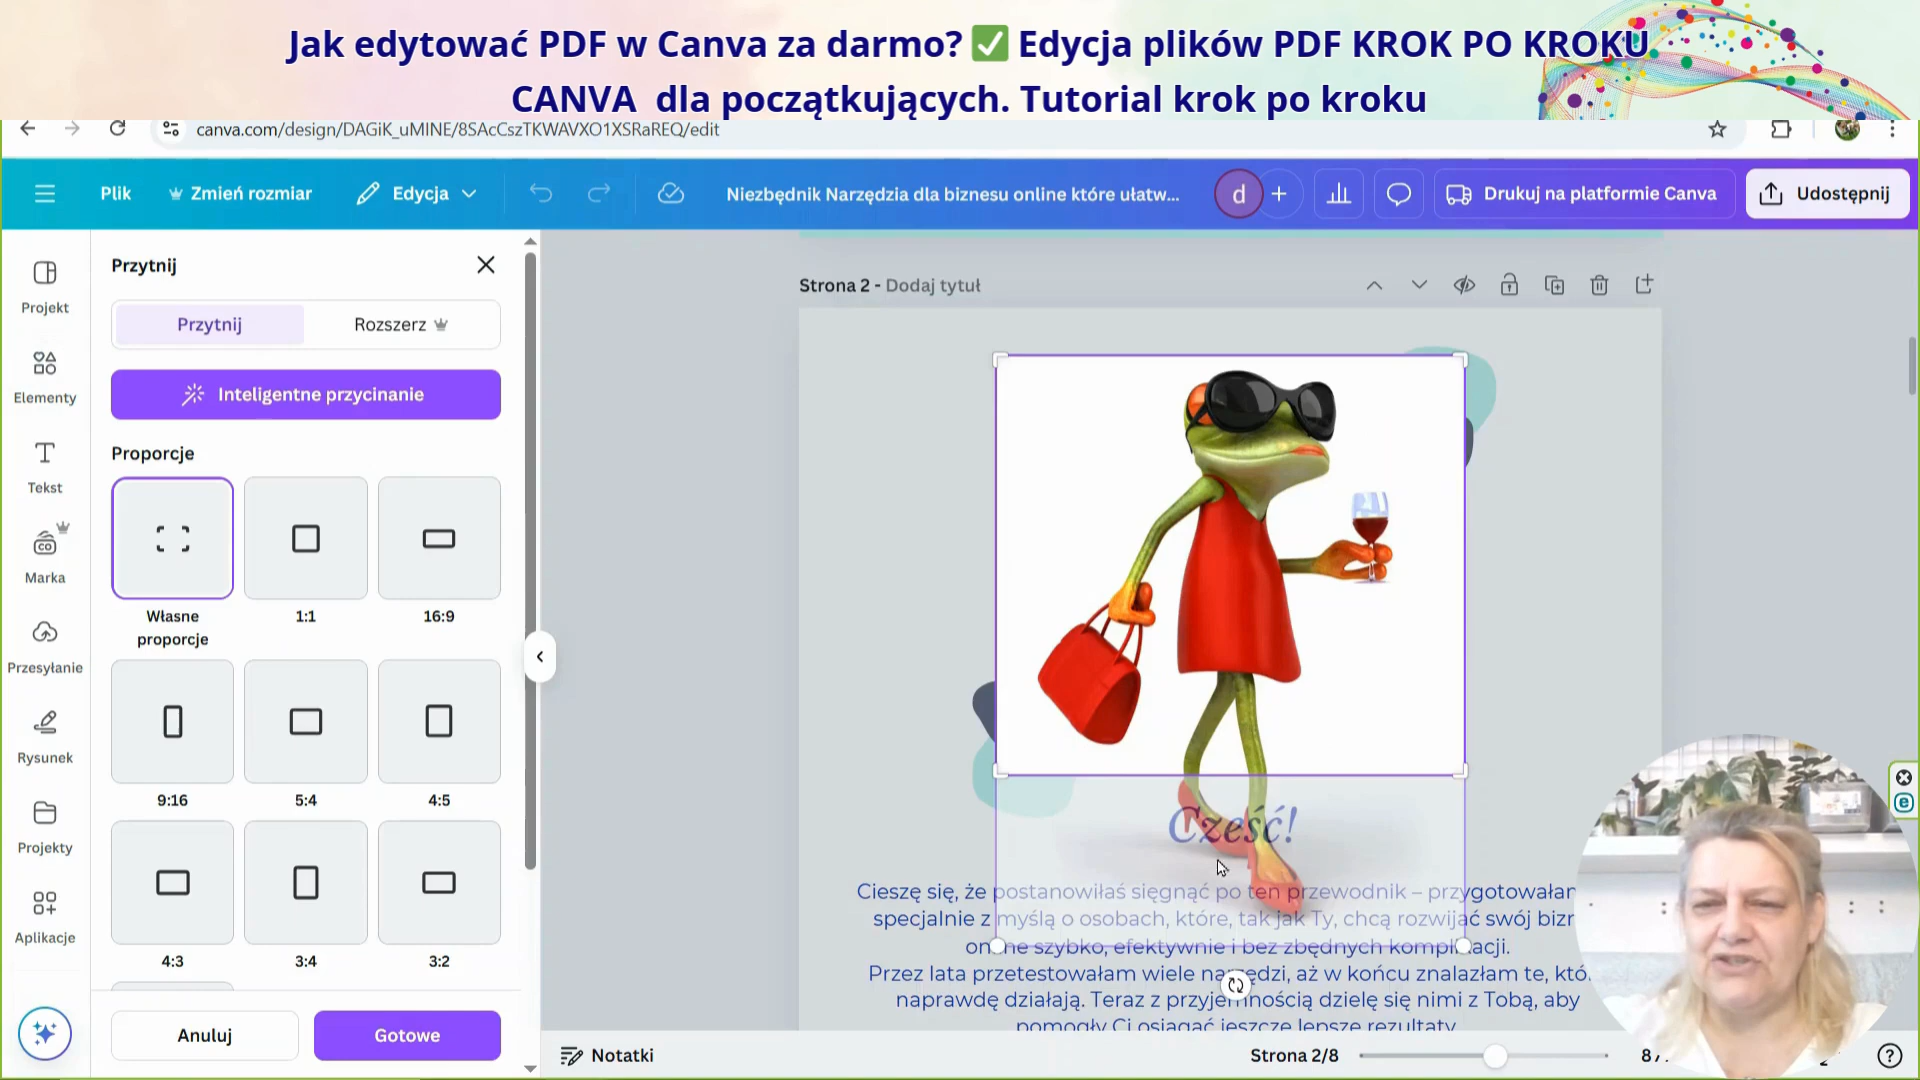 Jak edytować PDF w Canva za darmo? ✅ Edycja plików PDF KROK PO KROKU
CANVA dla początkujących. Tutorial krok po kroku
canva.com/design/DAGiK_uMINE/8SAcCszTKWAVXO1XSRaREQ/edit
Plik
Zmień rozmiar
Edycja
Niezbędnik Narzędzia dla biznesu online które ułatw...
d
Drukuj na platformie Canva
Udostępnij
Projekt
Elementy
Tekst
Marka
Przesyłanie
Rysunek
Projekty
Aplikacje
Przytnij
Przytnij
Rozszerz
Inteligentne przycinanie
Proporcje
Własne proporcje
1:1
16:9
9:16
5:4
4:5
4:3
3:4
3:2
Anuluj
Gotowe
Strona 2 - Dodaj tytuł
Cześć!
Cieszę się, że postanowiłaś sięgnąć po ten przewodnik – przygotowałam
specjalnie z myślą o osobach, które, tak jak Ty, chcą rozwijać swój
online szybko, efektywnie i bez zbędnych komplikacji.
Przez lata przetestowałam wiele narzędzi, aż w końcu znalazłam te,
naprawdę działają. Teraz z przyjemnością dzielę się nimi z Tobą, aby
pomogły Ci osiągać jeszcze lepsze rezultaty.
Notatki
Strona 2/8